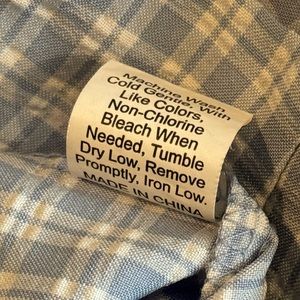 Machine Wash
Cold Gentle, With
Like Colors,
Non-Chlorine
Bleach When
Needed, Tumble
Dry Low, Remove
Promptly, Iron Low.
MADE IN CHINA